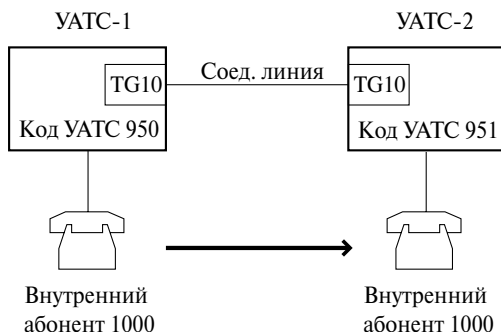 УАТС-1
УАТС-2
TG10
Соед. линия
TG10
Код УАТС 950
Код УАТС 951
Внутренний
абонент 1000
Внутренний
абонент 1000